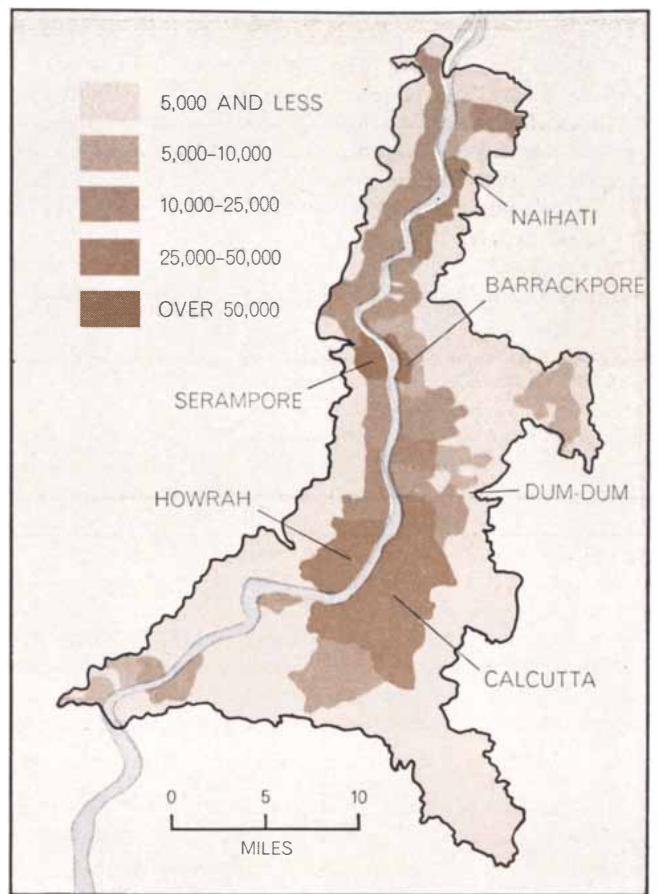 5,000 AND LESS
5,000–10,000
10,000–25,000
25,000–50,000
OVER 50,000
NAIHATI
BARRACKPORE
SERAMPORE
DUM-DUM
HOWRAH
CALCUTTA
0 5 10
MILES